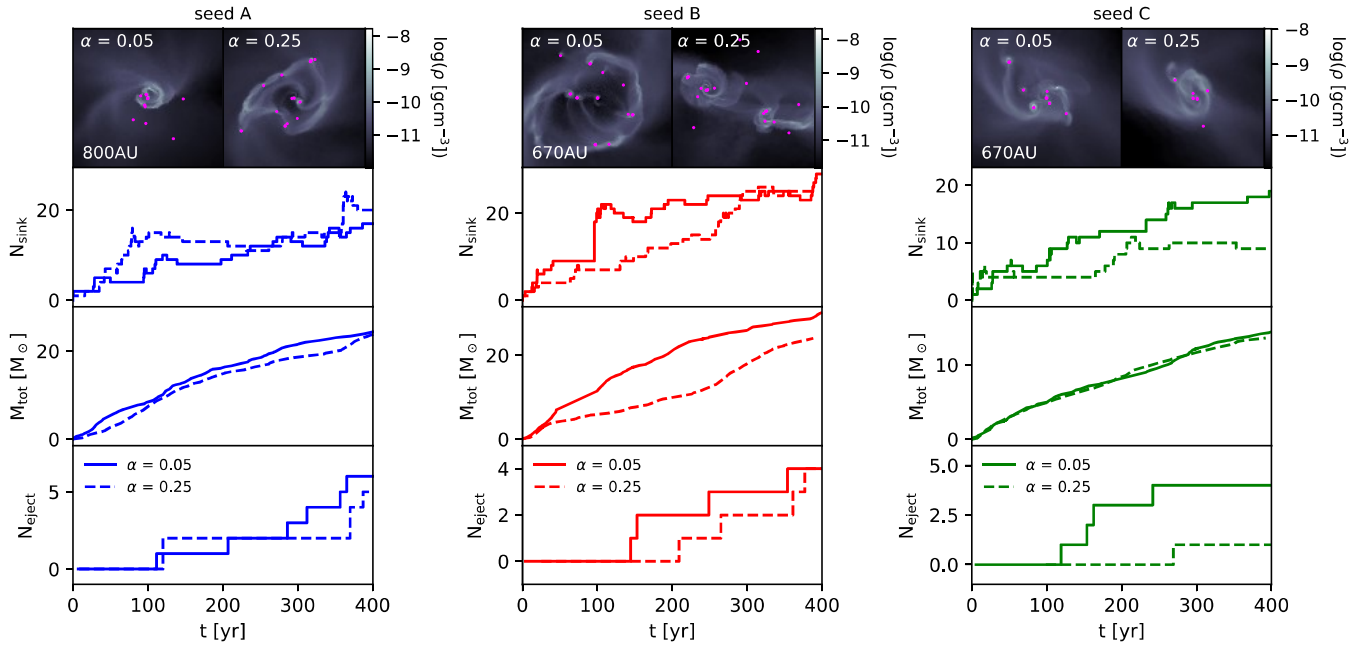 seed A
α = 0.05
α = 0.25
800AU
−8
−9
−10
−11
log(ρ [gcm⁻³])
N_sink
20
0
M_tot [M_⊙]
20
0
N_eject
5
0
α = 0.05
α = 0.25
0 100 200 300 400
t [yr]
seed B
α = 0.05
α = 0.25
670AU
−8
−9
−10
−11
log(ρ [gcm⁻³])
N_sink
20
0
M_tot [M_⊙]
20
0
N_eject
4
2
0
α = 0.05
α = 0.25
0 100 200 300 400
t [yr]
seed C
α = 0.05
α = 0.25
670AU
−8
−9
−10
−11
log(ρ [gcm⁻³])
N_sink
20
10
0
M_tot [M_⊙]
10
0
N_eject
5.0
2.5
0.0
α = 0.05
α = 0.25
0 100 200 300 400
t [yr]